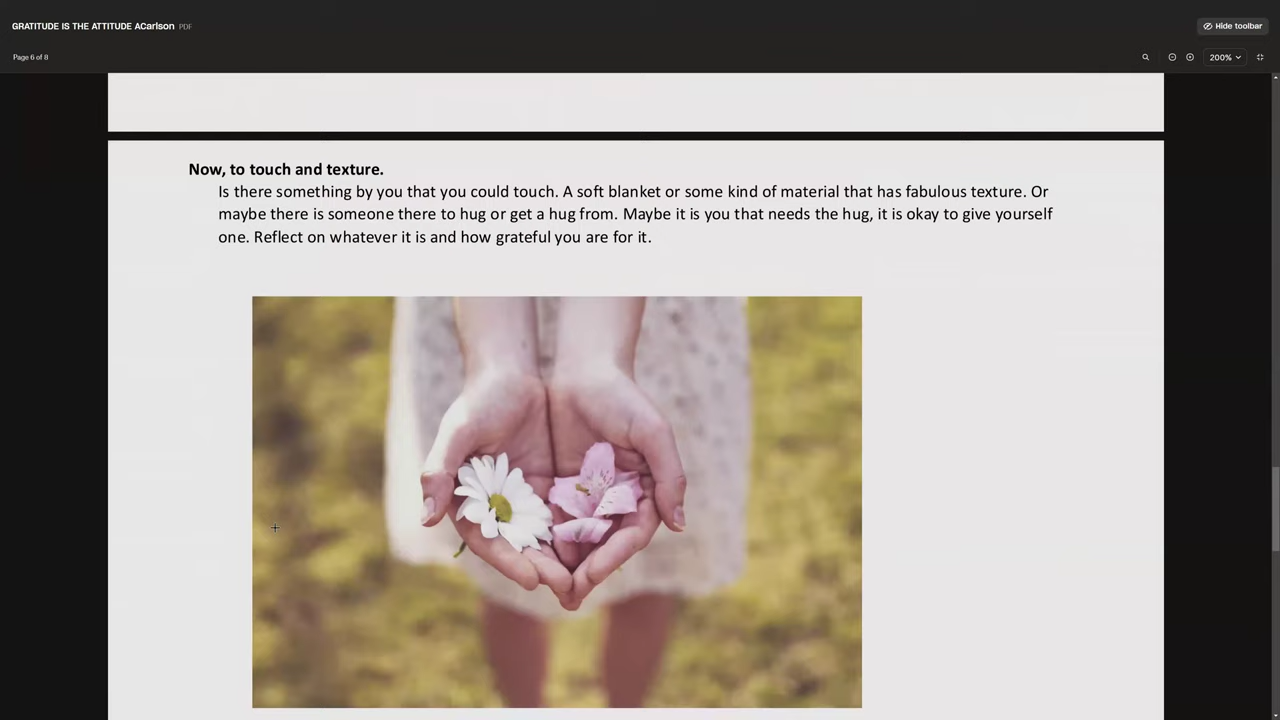 GRATITUDE IS THE ATTITUDE ACarlson PDF
Hide toolbar
Page 6 of 8
200%
Now, to touch and texture.
Is there something by you that you could touch. A soft blanket or some kind of material that has fabulous texture. Or
maybe there is someone there to hug or get a hug from. Maybe it is you that needs the hug, it is okay to give yourself
one. Reflect on whatever it is and how grateful you are for it.